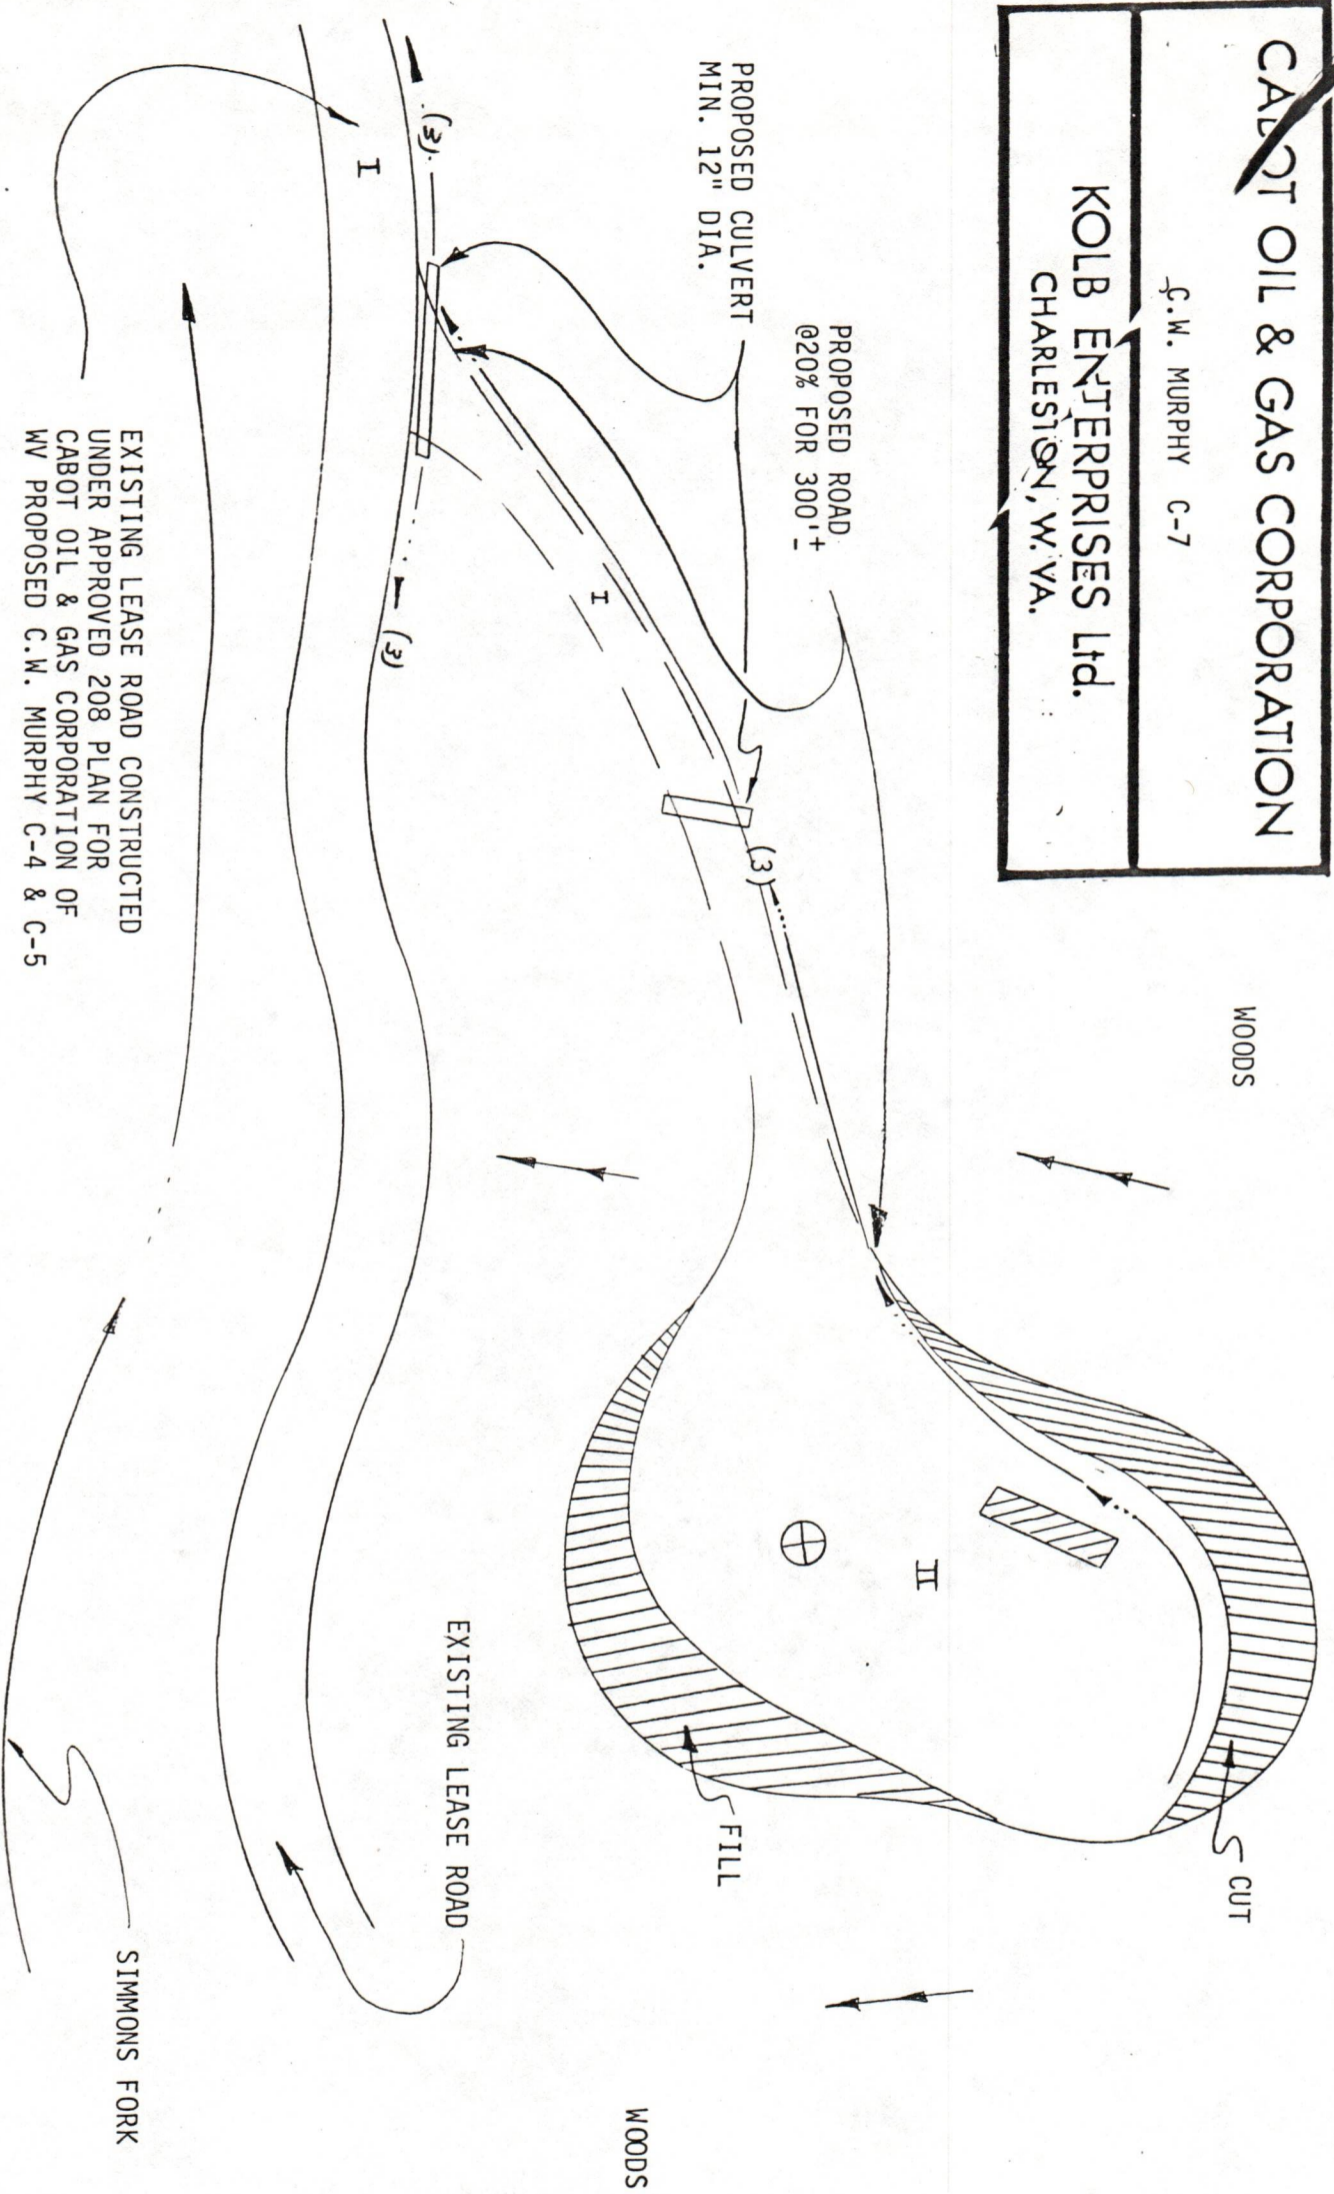 CABOT OIL & GAS CORPORATION
C.W. MURPHY C-7
KOLB ENTERPRISES Ltd.
CHARLESTON, W. VA.
WOODS
PROPOSED ROAD
@20% FOR 300'±
PROPOSED CULVERT
MIN. 12" DIA.
(3)
(3)
(3)
I
I
II
CUT
FILL
WOODS
EXISTING LEASE ROAD
EXISTING LEASE ROAD CONSTRUCTED
UNDER APPROVED 208 PLAN FOR
CABOT OIL & GAS CORPORATION OF
WV PROPOSED C.W. MURPHY C-4 & C-5
SIMMONS FORK